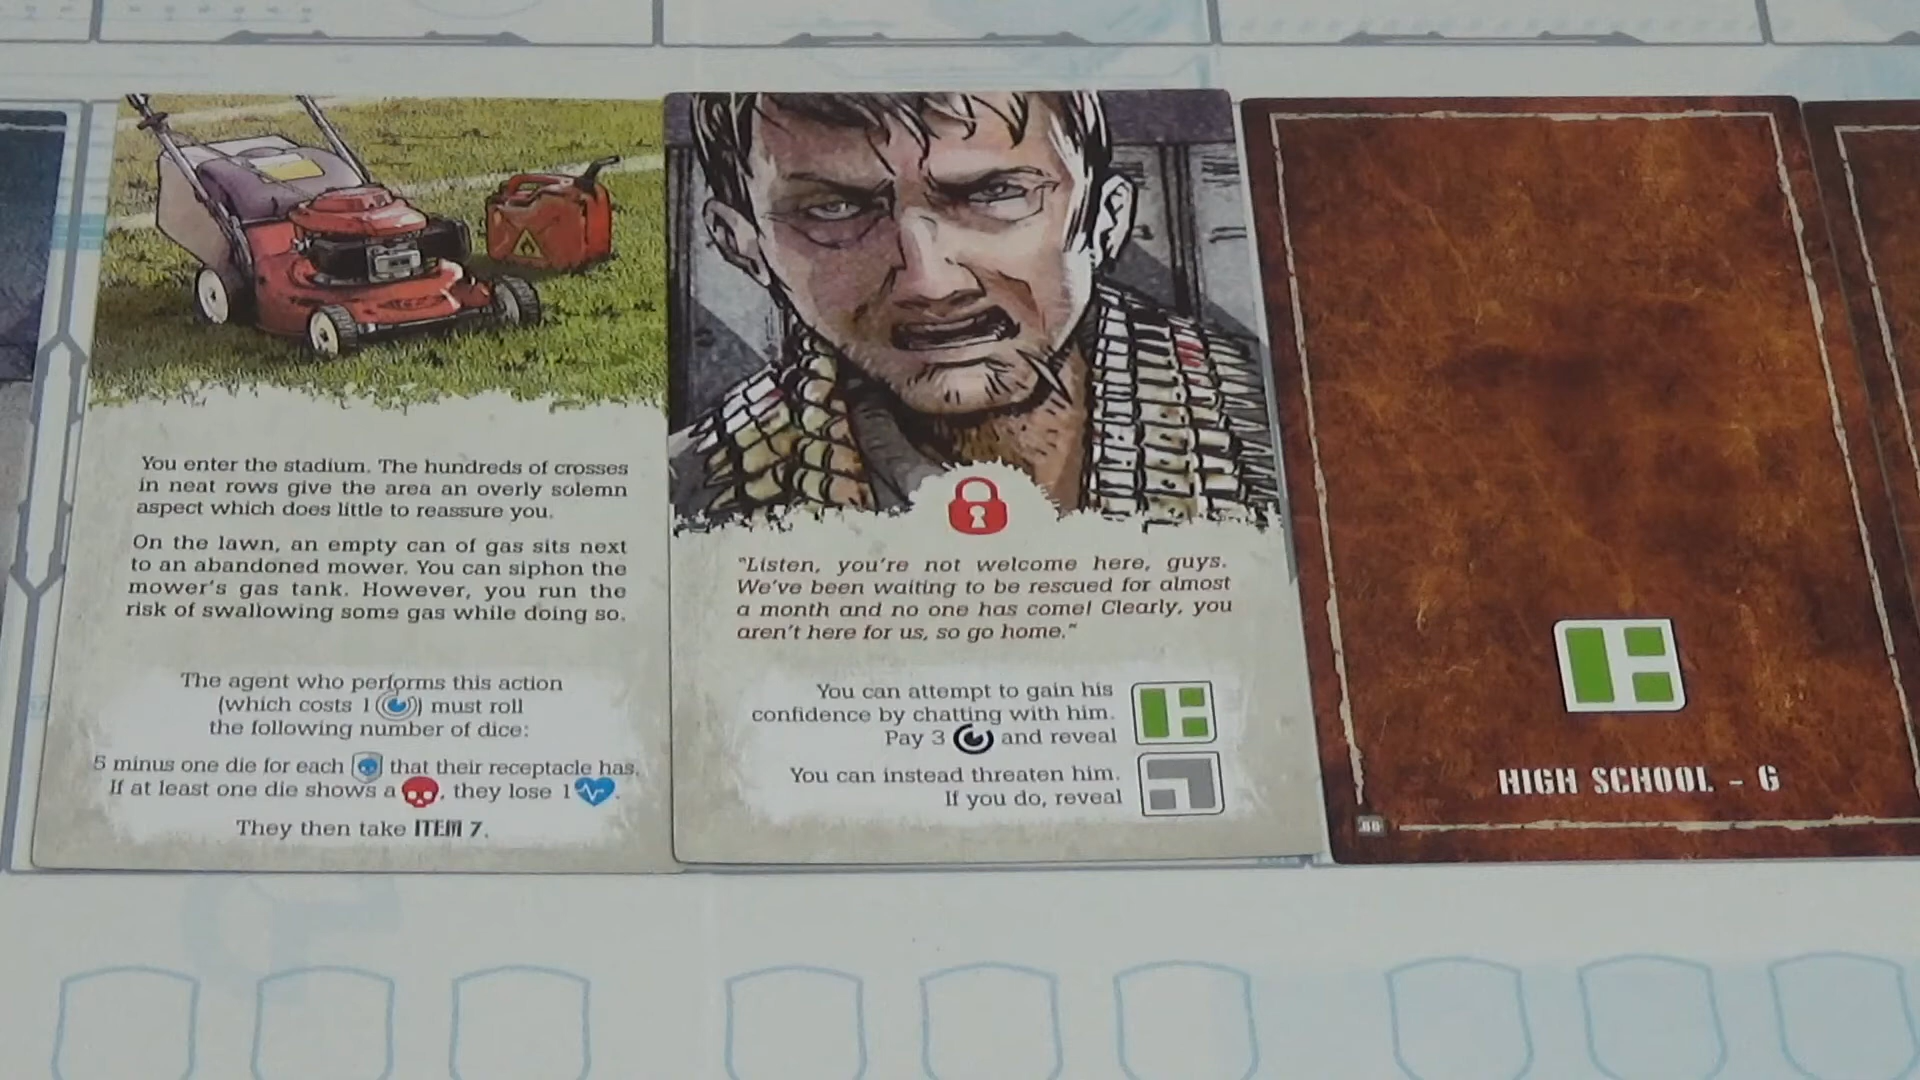 You enter the stadium. The hundreds of crosses
in neat rows give the area an overly solemn
aspect which does little to reassure you.
On the lawn, an empty can of gas sits next
to an abandoned mower. You can siphon the
mower's gas tank. However, you run the
risk of swallowing some gas while doing so.
The agent who performs this action
(which costs 1 ) must roll
the following number of dice:
5 minus one die for each that their receptacle has.
If at least one die shows a , they lose 1 .
They then take ITEM 7.
"Listen, you're not welcome here, guys.
We've been waiting to be rescued for almost
a month and no one has come! Clearly, you
aren't here for us, so go home."
You can attempt to gain his
confidence by chatting with him.
Pay 3 and reveal
You can instead threaten him.
If you do, reveal
HIGH SCHOOL - G